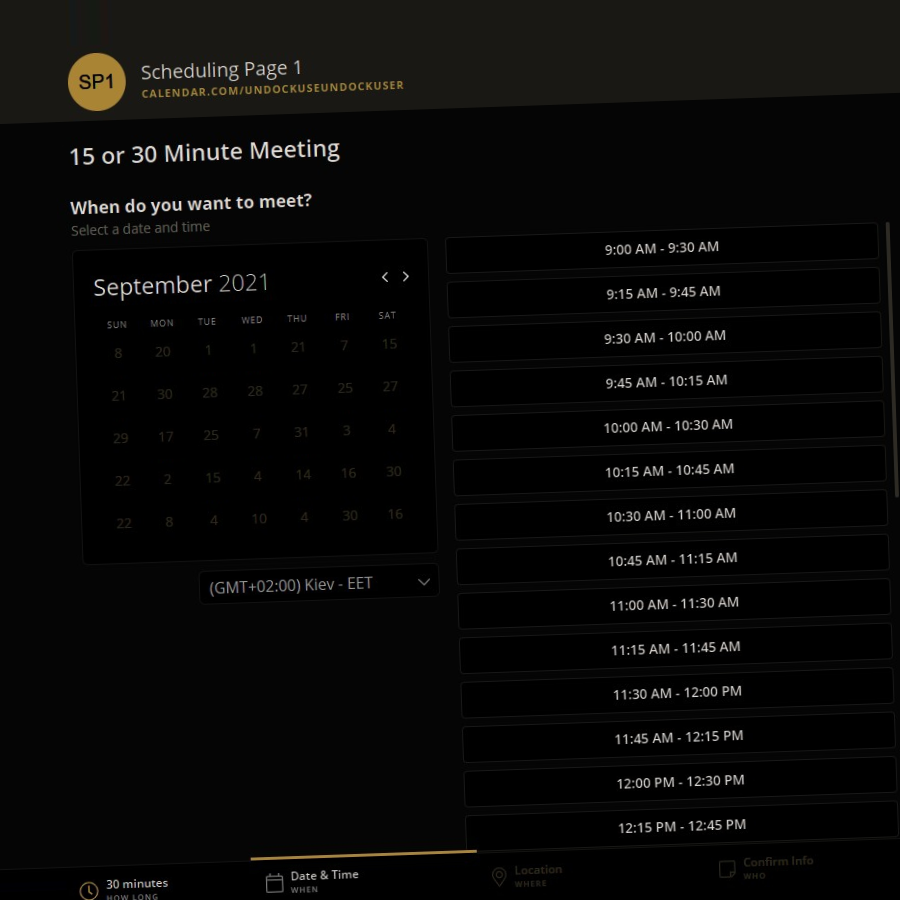 SP1
Scheduling Page 1
CALENDAR.COM/UNDOCKUSEUNDOCKUSER
15 or 30 Minute Meeting
When do you want to meet?
Select a date and time
September 2021
SUN MON TUE WED THU FRI SAT
8 20 1 1 21 7 15
21 30 28 28 27 25 27
29 17 25 7 31 3 4
22 2 15 4 14 16 30
22 8 4 10 4 30 16
(GMT+02:00) Kiev - EET
9:00 AM - 9:30 AM
9:15 AM - 9:45 AM
9:30 AM - 10:00 AM
9:45 AM - 10:15 AM
10:00 AM - 10:30 AM
10:15 AM - 10:45 AM
10:30 AM - 11:00 AM
10:45 AM - 11:15 AM
11:00 AM - 11:30 AM
11:15 AM - 11:45 AM
11:30 AM - 12:00 PM
11:45 AM - 12:15 PM
12:00 PM - 12:30 PM
12:15 PM - 12:45 PM
30 minutes
HOW LONG
Date & Time
WHEN
Location
WHERE
Confirm Info
WHO